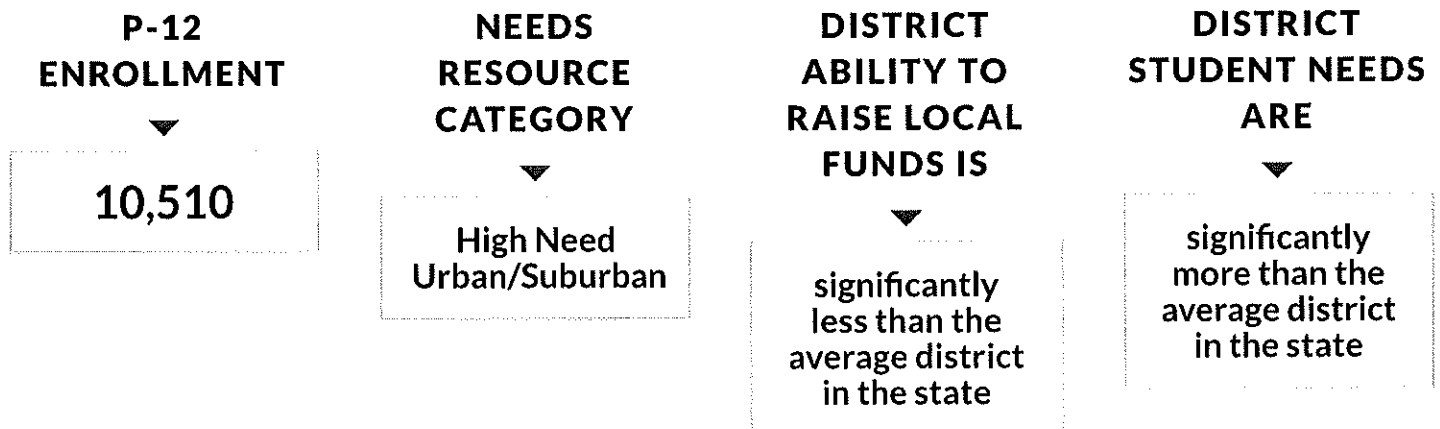 P-12
ENROLLMENT
10,510
NEEDS
RESOURCE
CATEGORY
High Need
Urban/Suburban
DISTRICT
ABILITY TO
RAISE LOCAL
FUNDS IS
significantly
less than the
average district
in the state
DISTRICT
STUDENT NEEDS
ARE
significantly
more than the
average district
in the state